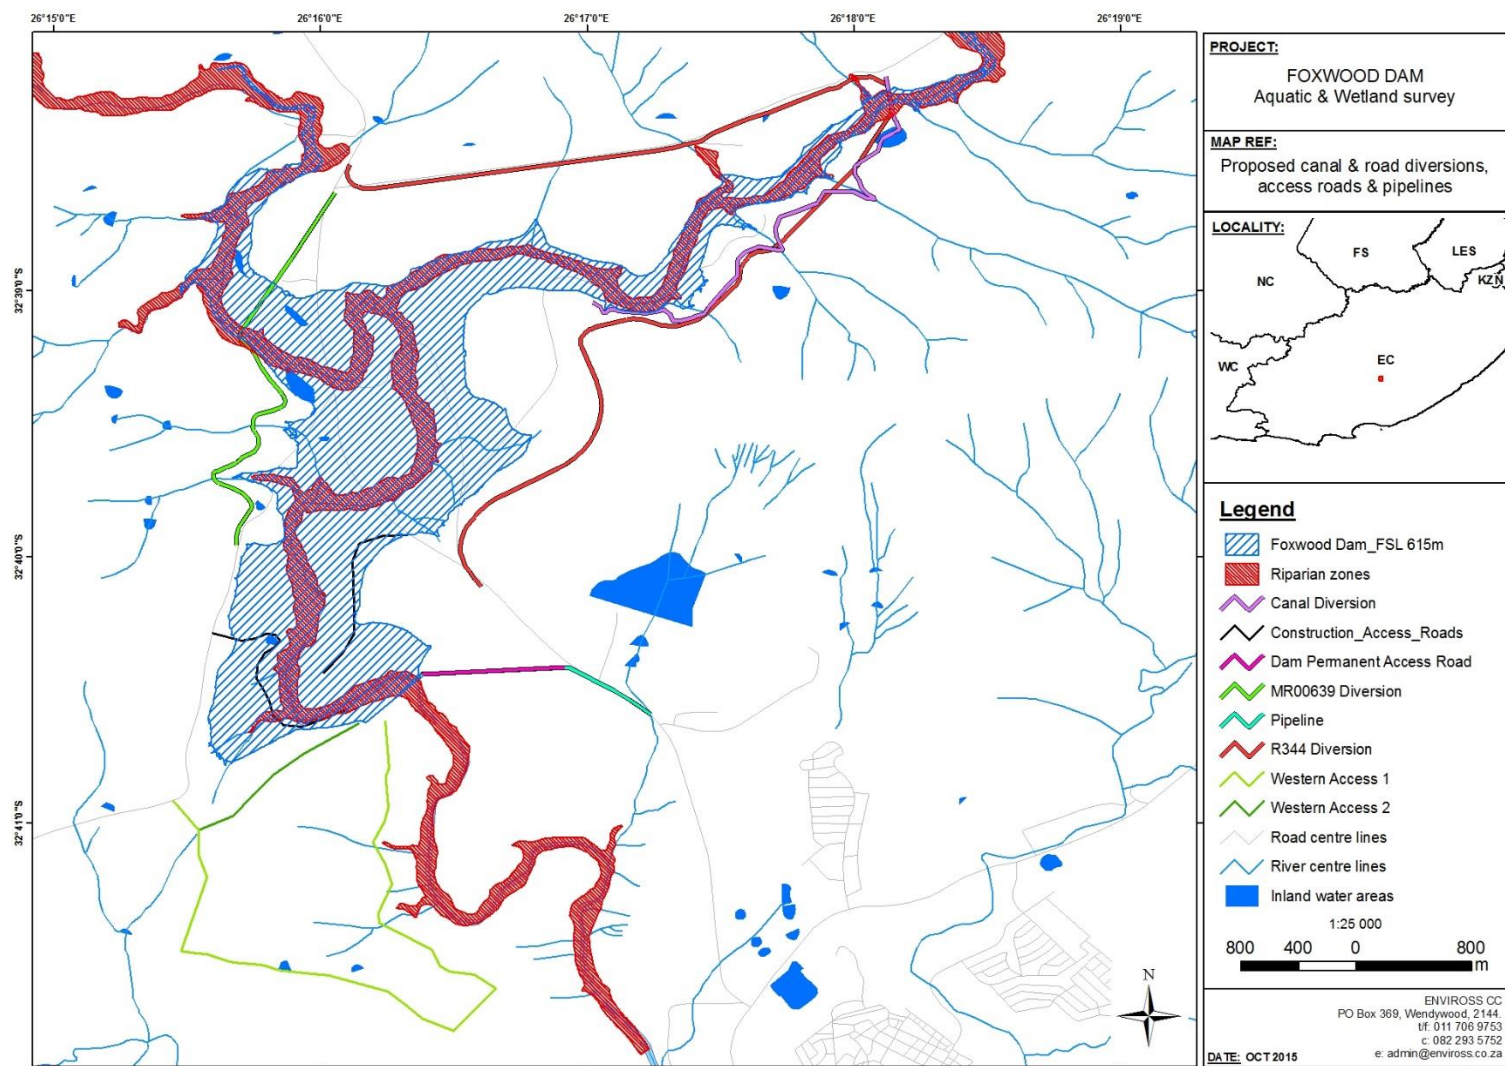 26°15'0"E
26°16'0"E
26°17'0"E
26°18'0"E
26°19'0"E
32°39'0"S
32°40'0"S
32°41'0"S
N
PROJECT:
FOXWOOD DAM
Aquatic & Wetland survey
MAP REF:
Proposed canal & road diversions,
access roads & pipelines
LOCALITY:
FS
LES
NC
KZN
WC
EC
Legend
Foxwood Dam_FSL 615m
Riparian zones
Canal Diversion
Construction_Access_Roads
Dam Permanent Access Road
MR00639 Diversion
Pipeline
R344 Diversion
Western Access 1
Western Access 2
Road centre lines
River centre lines
Inland water areas
1:25 000
800 400 0 800
m
ENVIROSS CC
PO Box 369, Wendywood, 2144.
t/f: 011 706 9753
c: 082 293 5752
e: admin@enviross.co.za
DATE: OCT 2015